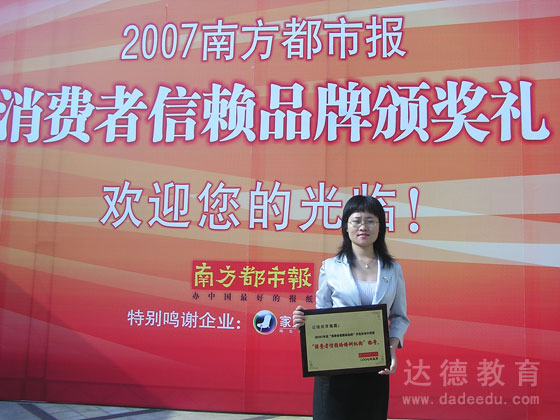 2007南方都市报
消费者信赖品牌颁奖礼
欢迎您的光临!
南方都市報
办中国最好的报纸
特别鸣谢企业:
达德教育
www.dadeedu.com